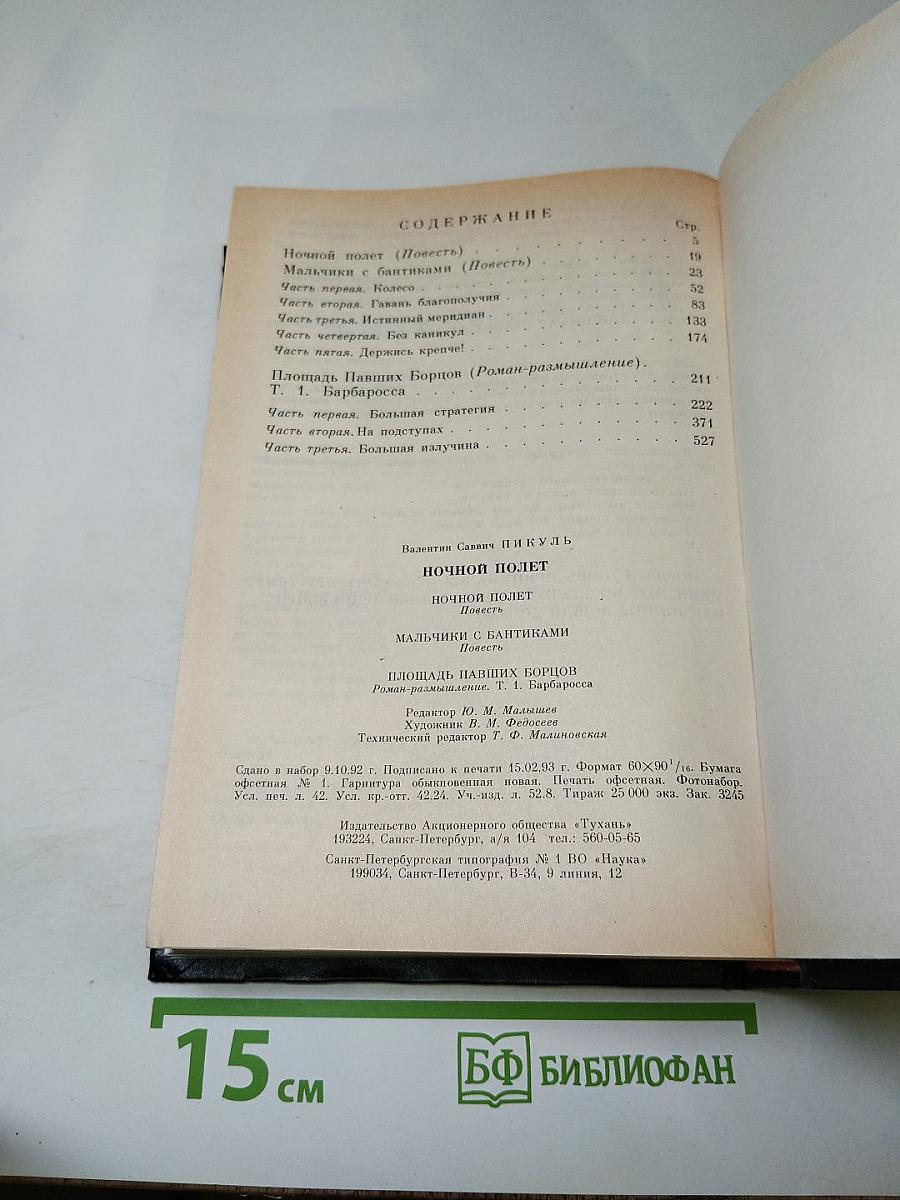 СОДЕРЖАНИЕ
Стр.
Ночной полет (Повесть) . . . . . . . . . . 5
Мальчики с бантиками (Повесть) . . . . . . . . 19
Часть первая. Колесо . . . . . . . . . . . . 23
Часть вторая. Гавань благополучия . . . . . . . . 52
Часть третья. Истинный меридиан . . . . . . . . 83
Часть четвертая. Без каникул . . . . . . . . . . 133
Часть пятая. Держись крепче! . . . . . . . . . . 174
Площадь Павших Борцов (Роман-размышление).
Т. 1. Барбаросса . . . . . . . . . . . . 211
Часть первая. Большая стратегия . . . . . . . . 222
Часть вторая. На подступах . . . . . . . . . . 371
Часть третья. Большая излучина . . . . . . . . 527
Валентин Саввич ПИКУЛЬ
НОЧНОЙ ПОЛЕТ
НОЧНОЙ ПОЛЕТ
Повесть
МАЛЬЧИКИ С БАНТИКАМИ
Повесть
ПЛОЩАДЬ ПАВШИХ БОРЦОВ
Роман-размышление. Т. 1. Барбаросса
Редактор Ю. М. Малышев
Художник В. М. Федосеев
Технический редактор Т. Ф. Малиновская
Сдано в набор 9.10.92 г. Подписано к печати 15.02.93 г. Формат 60×90 1/16. Бумага
офсетная № 1. Гарнитура обыкновенная новая. Печать офсетная. Фотонабор.
Усл. печ. л. 42. Усл. кр.-отт. 42.24. Уч.-изд. л. 52.8. Тираж 25 000 экз. Зак. 3245
Издательство Акционерного общества «Тухань»
193224, Санкт-Петербург, а/я 104 тел.: 560-05-65
Санкт-Петербургская типография № 1 ВО «Наука»
199034, Санкт-Петербург, В-34, 9 линия, 12
15 см
БФ БИБЛИОФАН